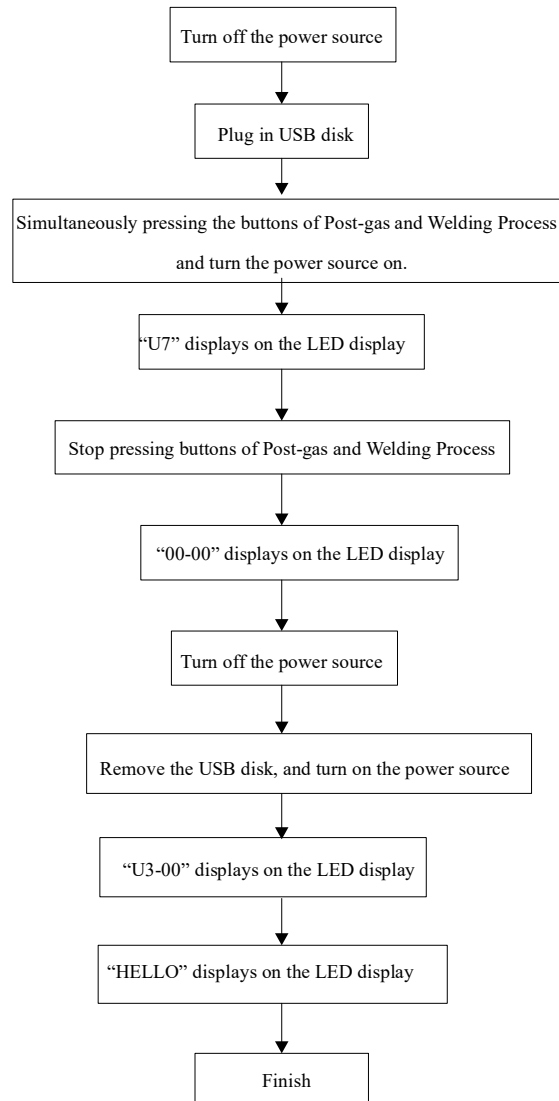 Turn off the power source
Plug in USB disk
Simultaneously pressing the buttons of Post-gas and Welding Process
and turn the power source on.
“U7” displays on the LED display
Stop pressing buttons of Post-gas and Welding Process
“00-00” displays on the LED display
Turn off the power source
Remove the USB disk, and turn on the power source
“U3-00” displays on the LED display
“HELLO” displays on the LED display
Finish